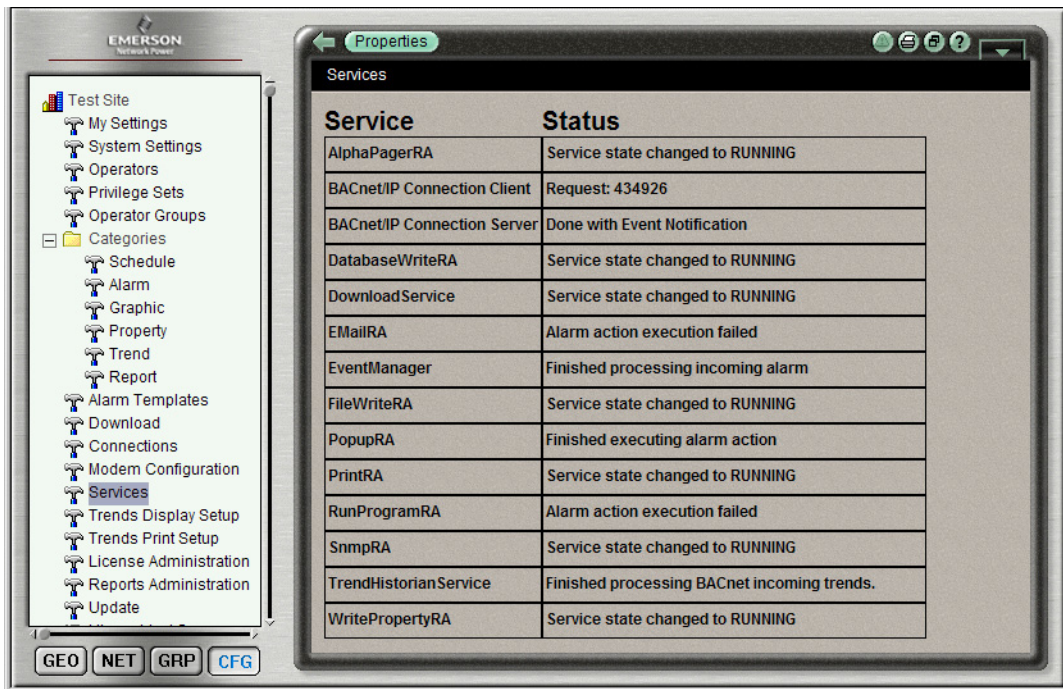 EMERSON
Network Power
Test Site
My Settings
System Settings
Operators
Privilege Sets
Operator Groups
Categories
Schedule
Alarm
Graphic
Property
Trend
Report
Alarm Templates
Download
Connections
Modem Configuration
Services
Trends Display Setup
Trends Print Setup
License Administration
Reports Administration
Update
GEO NET GRP CFG
Properties
?
Services
Service Status
AlphaPagerRA Service state changed to RUNNING
BACnet/IP Connection Client Request: 434926
BACnet/IP Connection Server Done with Event Notification
DatabaseWriteRA Service state changed to RUNNING
DownloadService Service state changed to RUNNING
EMailRA Alarm action execution failed
EventManager Finished processing incoming alarm
FileWriteRA Service state changed to RUNNING
PopupRA Finished executing alarm action
PrintRA Service state changed to RUNNING
RunProgramRA Alarm action execution failed
SnmpRA Service state changed to RUNNING
TrendHistorianService Finished processing BACnet incoming trends.
WritePropertyRA Service state changed to RUNNING